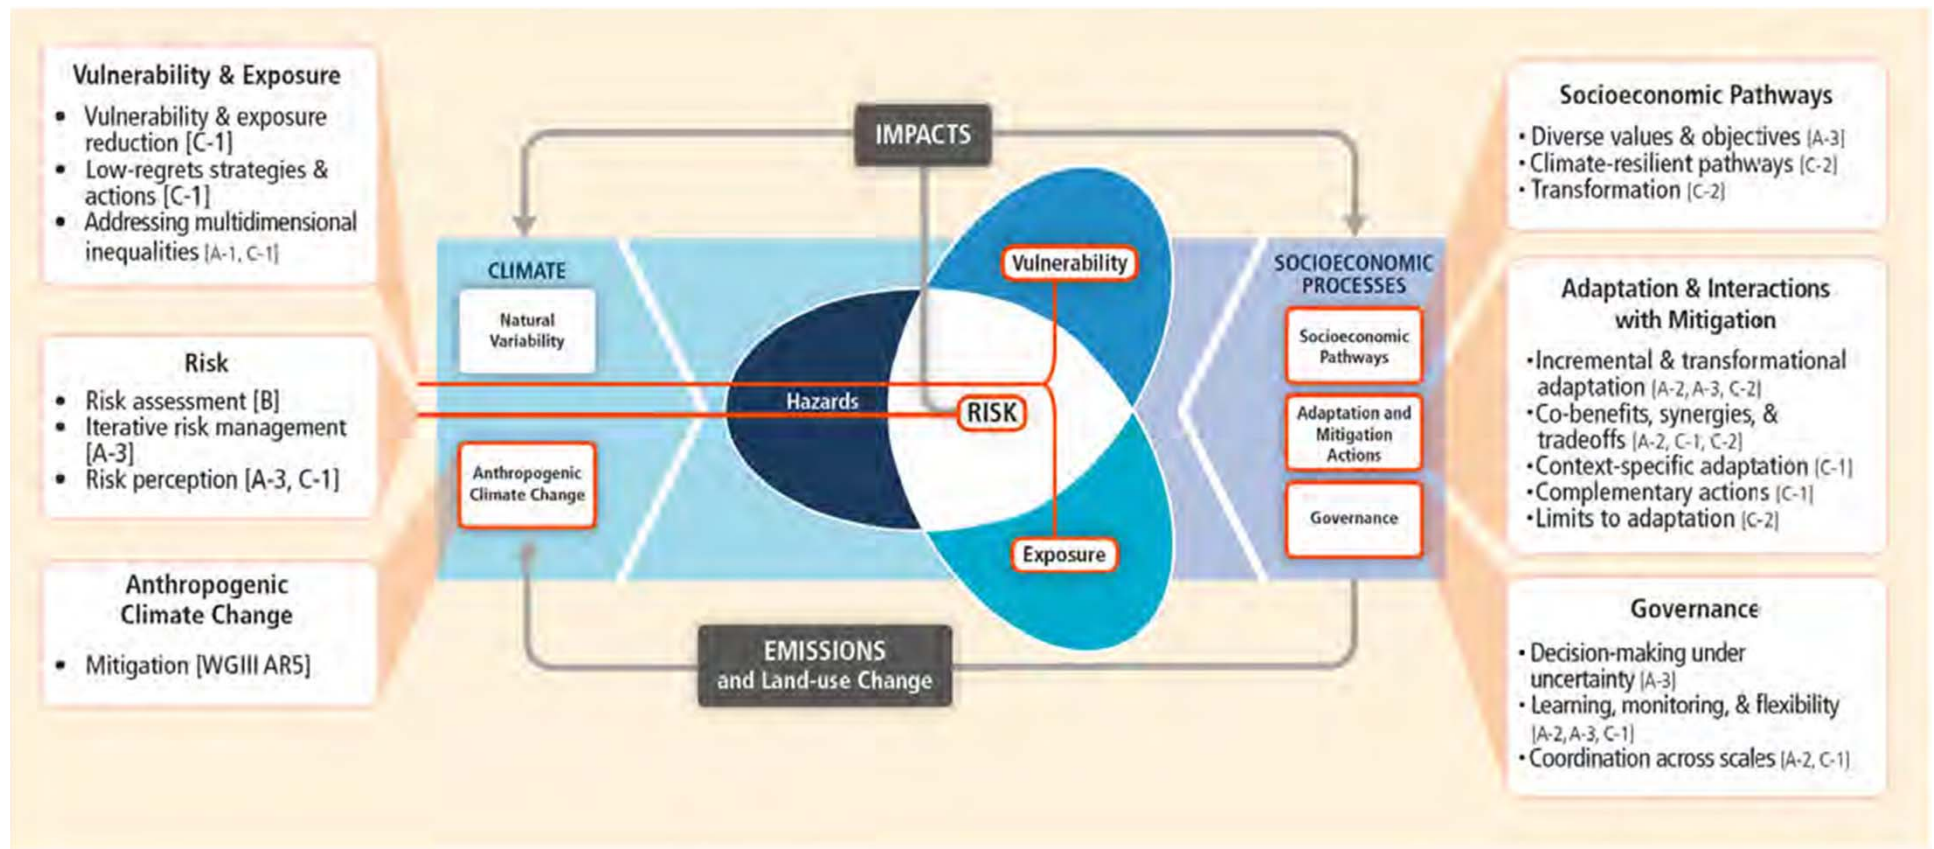 Vulnerability & Exposure
• Vulnerability & exposure
reduction [C-1]
• Low-regrets strategies &
actions [C-1]
• Addressing multidimensional
inequalities [A-1, C-1]
Risk
• Risk assessment [B]
• Iterative risk management
[A-3]
• Risk perception [A-3, C-1]
Anthropogenic
Climate Change
• Mitigation [WGIII AR5]
IMPACTS
CLIMATE
Natural
Variability
Anthropogenic
Climate Change
Hazards
Vulnerability
RISK
Exposure
EMISSIONS
and Land-use Change
SOCIOECONOMIC
PROCESSES
Socioeconomic
Pathways
Adaptation and
Mitigation
Actions
Governance
Socioeconomic Pathways
• Diverse values & objectives [A-3]
• Climate-resilient pathways [C-2]
• Transformation [C-2]
Adaptation & Interactions
with Mitigation
• Incremental & transformational
adaptation [A-2, A-3, C-2]
• Co-benefits, synergies, &
tradeoffs [A-2, C-1, C-2]
• Context-specific adaptation [C-1]
• Complementary actions [C-1]
• Limits to adaptation [C-2]
Governance
• Decision-making under
uncertainty [A-3]
• Learning, monitoring, & flexibility
[A-2, A-3, C-1]
• Coordination across scales [A-2, C-1]